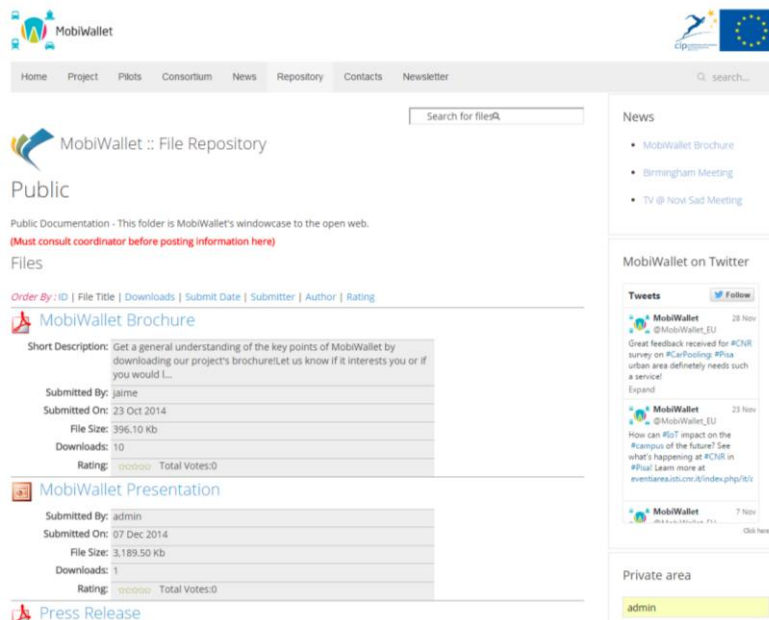 MobiWallet
cip
Home Project Pilots Consortium News Repository Contacts Newsletter
search...
Search for files
MobiWallet :: File Repository
Public
Public Documentation - This folder is MobiWallet's windowcase to the open web.
(Must consult coordinator before posting information here)
Files
Order By : ID | File Title | Downloads | Submit Date | Submitter | Author | Rating
MobiWallet Brochure
Short Description: Get a general understanding of the key points of MobiWallet by
downloading our project's brochure!Let us know if it interests you or if
you would l...
Submitted By: jaime
Submitted On: 23 Oct 2014
File Size: 396.10 Kb
Downloads: 10
Rating: Total Votes:0
MobiWallet Presentation
Submitted By: admin
Submitted On: 07 Dec 2014
File Size: 3,189.50 Kb
Downloads: 1
Rating: Total Votes:0
Press Release
News
MobiWallet Brochure
Birmingham Meeting
TV @ Novi Sad Meeting
MobiWallet on Twitter
Tweets Follow
MobiWallet 28 Nov
@MobiWallet_EU
Great feedback received for #CNR
survey on #CarPooling: #Pisa
urban area definetely needs such
a service!
Expand
MobiWallet 23 Nov
@MobiWallet_EU
How can #IoT impact on the
#campus of the future? See
what's happening at #CNR in
#Pisa! Learn more at
eventiarea.isti.cnr.it/index.php/it/
MobiWallet 7 Nov
Click here
Private area
admin